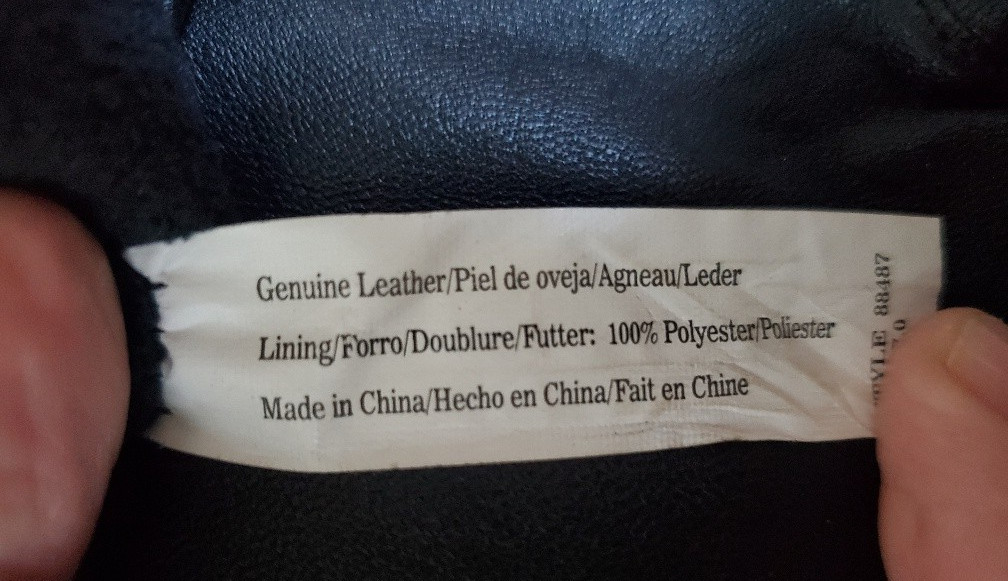 Genuine Leather/Piel de oveja/Agneau/Leder
Lining/Forro/Doublure/Futter: 100% Polyester/Poliester
Made in China/Hecho en China/Fait en Chine
88487